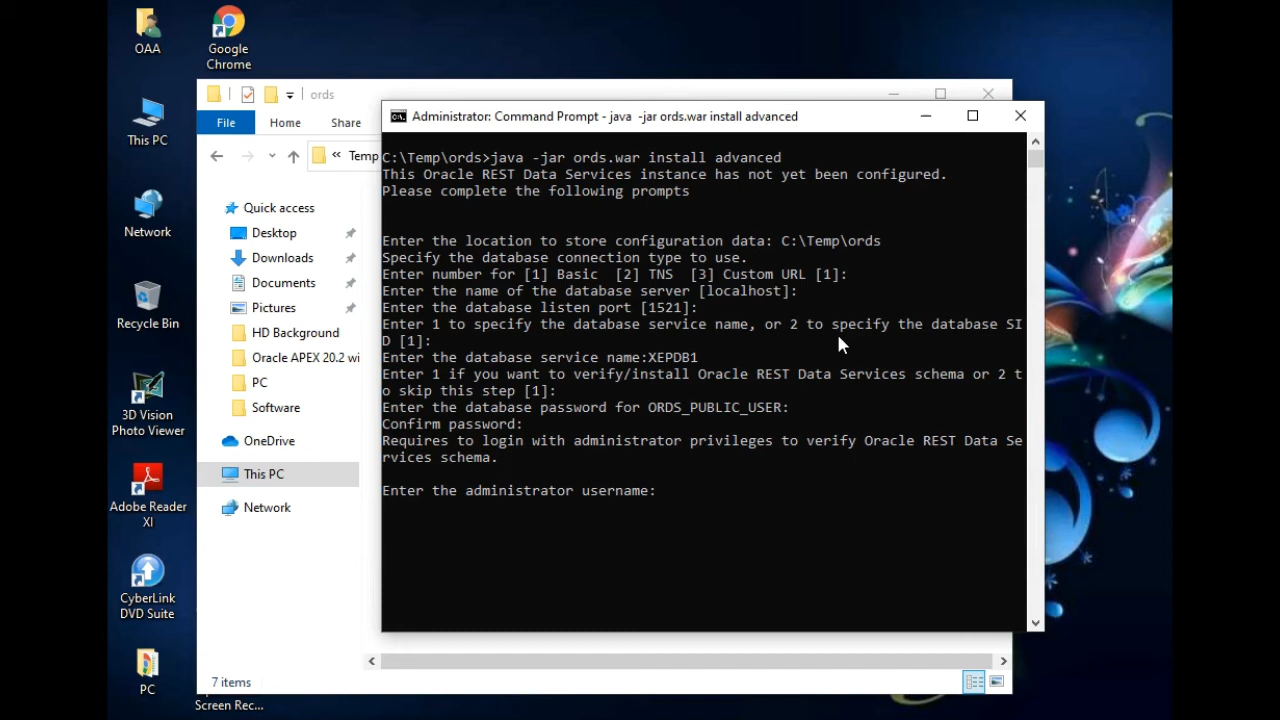 OAA
Google
Chrome
This PC
Network
Recycle Bin
3D Vision
Photo Viewer
Adobe Reader
XI
CyberLink
DVD Suite
PC
Screen Rec...
ords
File
Home
Share
« Temp
Quick access
Desktop
Downloads
Documents
Pictures
HD Background
Oracle APEX 20.2 wi
PC
Software
OneDrive
This PC
Network
7 items
Administrator: Command Prompt - java -jar ords.war install advanced
C:\Temp\ords>java -jar ords.war install advanced
This Oracle REST Data Services instance has not yet been configured.
Please complete the following prompts
Enter the location to store configuration data: C:\Temp\ords
Specify the database connection type to use.
Enter number for [1] Basic [2] TNS [3] Custom URL [1]:
Enter the name of the database server [localhost]:
Enter the database listen port [1521]:
Enter 1 to specify the database service name, or 2 to specify the database SI
D [1]:
Enter the database service name:XEPDB1
Enter 1 if you want to verify/install Oracle REST Data Services schema or 2 t
o skip this step [1]:
Enter the database password for ORDS_PUBLIC_USER:
Confirm password:
Requires to login with administrator privileges to verify Oracle REST Data Se
rvices schema.
Enter the administrator username: